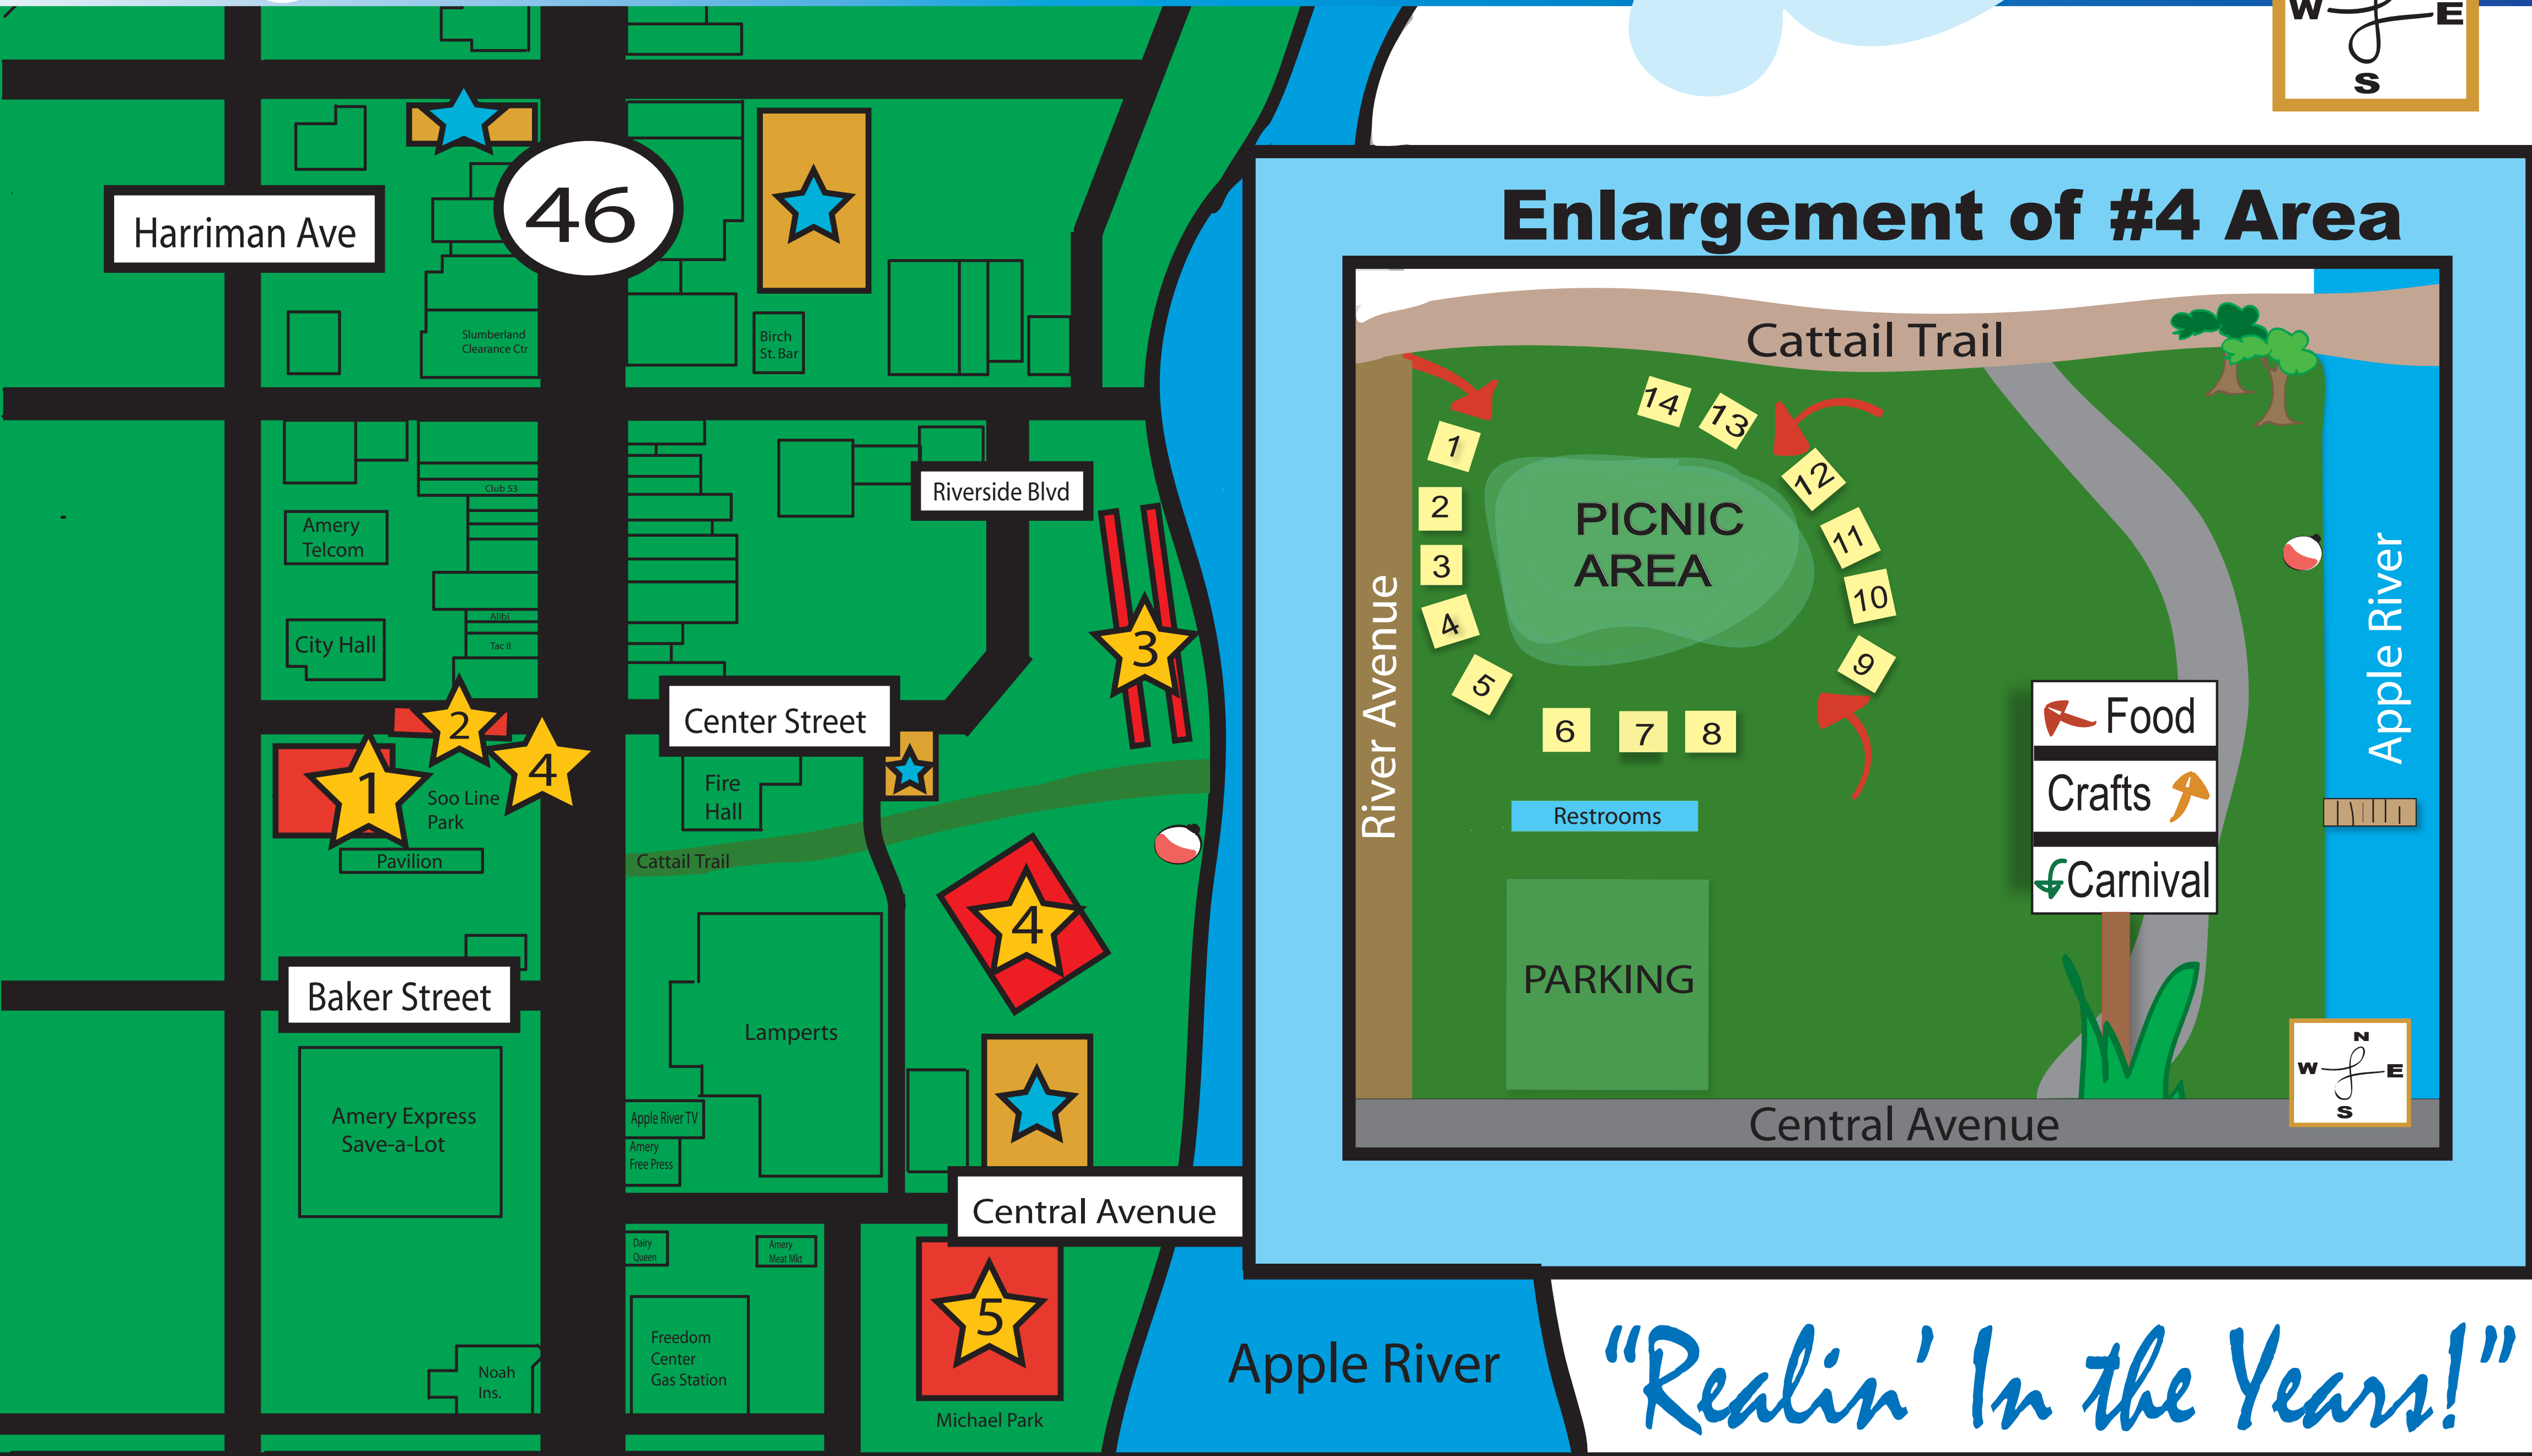 W
E
S
Harriman Ave
46
Slumberland
Clearance Ctr
Birch
St. Bar
Club 53
Amery
Telcom
Riverside Blvd
City Hall
Alibi
Tac II
3
Center Street
2
1
4
Soo Line
Park
Pavilion
Fire
Hall
Cattail Trail
4
Baker Street
Lamperts
Amery Express
Save-a-Lot
Apple River TV
Amery
Free Press
Central Avenue
Dairy
Queen
Amery
Meat Mkt
5
Freedom
Center
Gas Station
Noah
Ins.
Michael Park
Apple River
Enlargement of #4 Area
Cattail Trail
14
13
1
12
2
PICNIC
AREA
11
3
10
4
9
5
6
7
8
River Avenue
Apple River
Restrooms
Food
Crafts
Carnival
PARKING
N
W
E
S
Central Avenue
“Realin’ In the Years!”